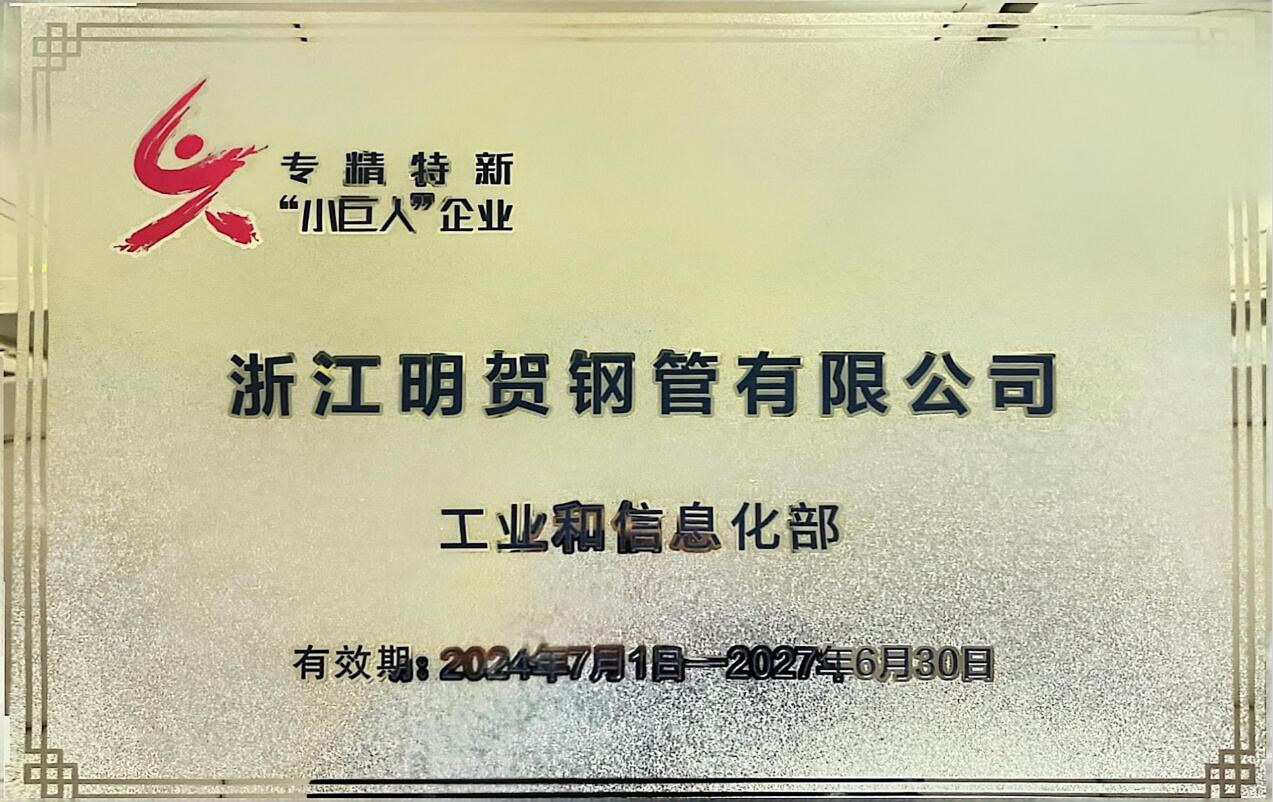 专精特新
“小巨人”企业
浙江明贺钢管有限公司
工业和信息化部
有效期：2024年7月1日—2027年6月30日